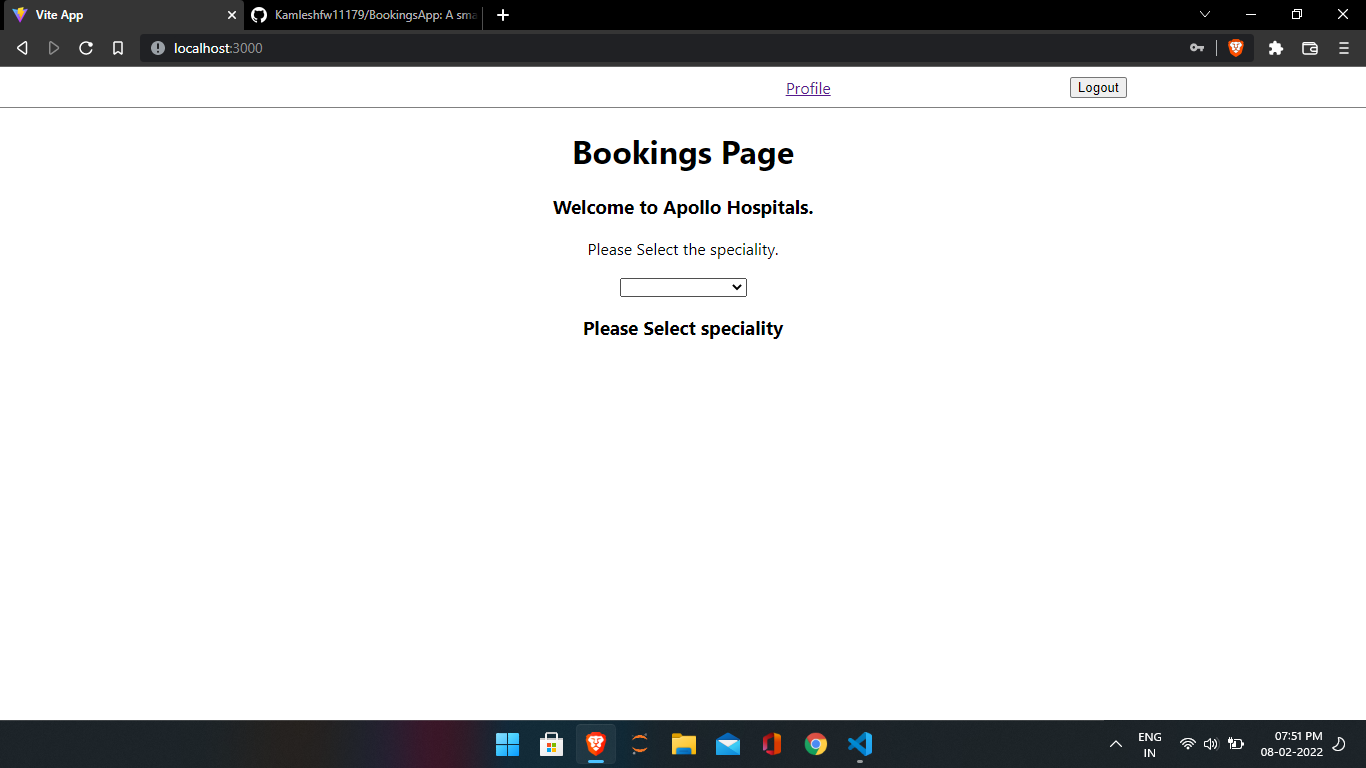 Vite App
Kamleshfw11179/BookingsApp: A sma
localhost:3000
Profile
Logout
Bookings Page
Welcome to Apollo Hospitals.
Please Select the speciality.
Please Select speciality
ENG
IN
07:51 PM
08-02-2022